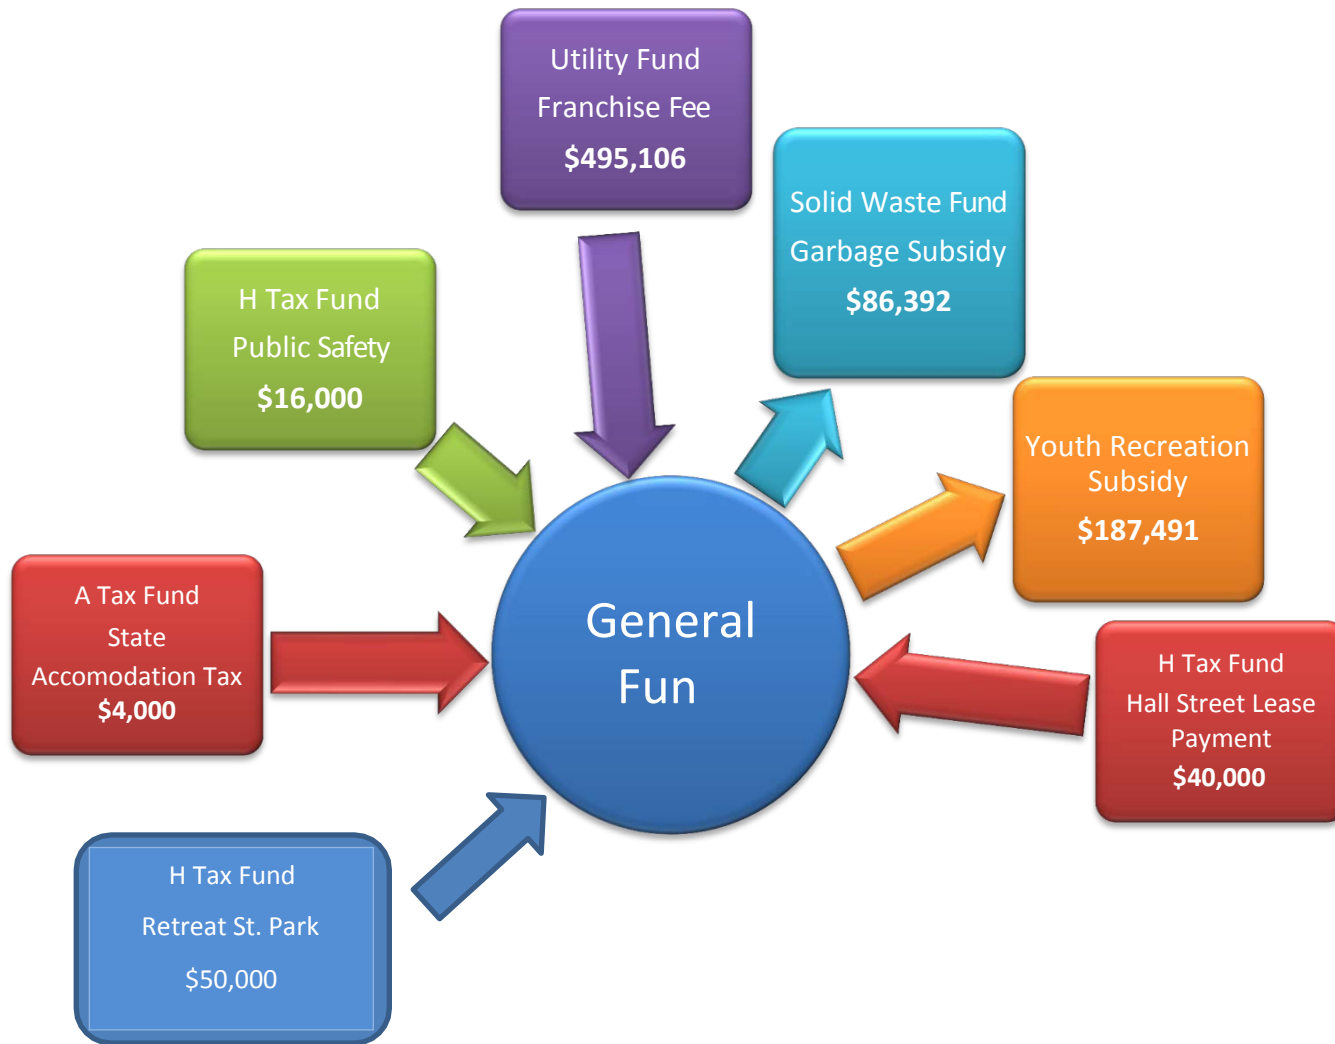 Utility Fund
Franchise Fee
$495,106
Solid Waste Fund
Garbage Subsidy
$86,392
H Tax Fund
Public Safety
$16,000
Youth Recreation
Subsidy
$187,491
A Tax Fund
State
Accomodation Tax
$4,000
General
Fun
H Tax Fund
Hall Street Lease
Payment
$40,000
H Tax Fund
Retreat St. Park
$50,000